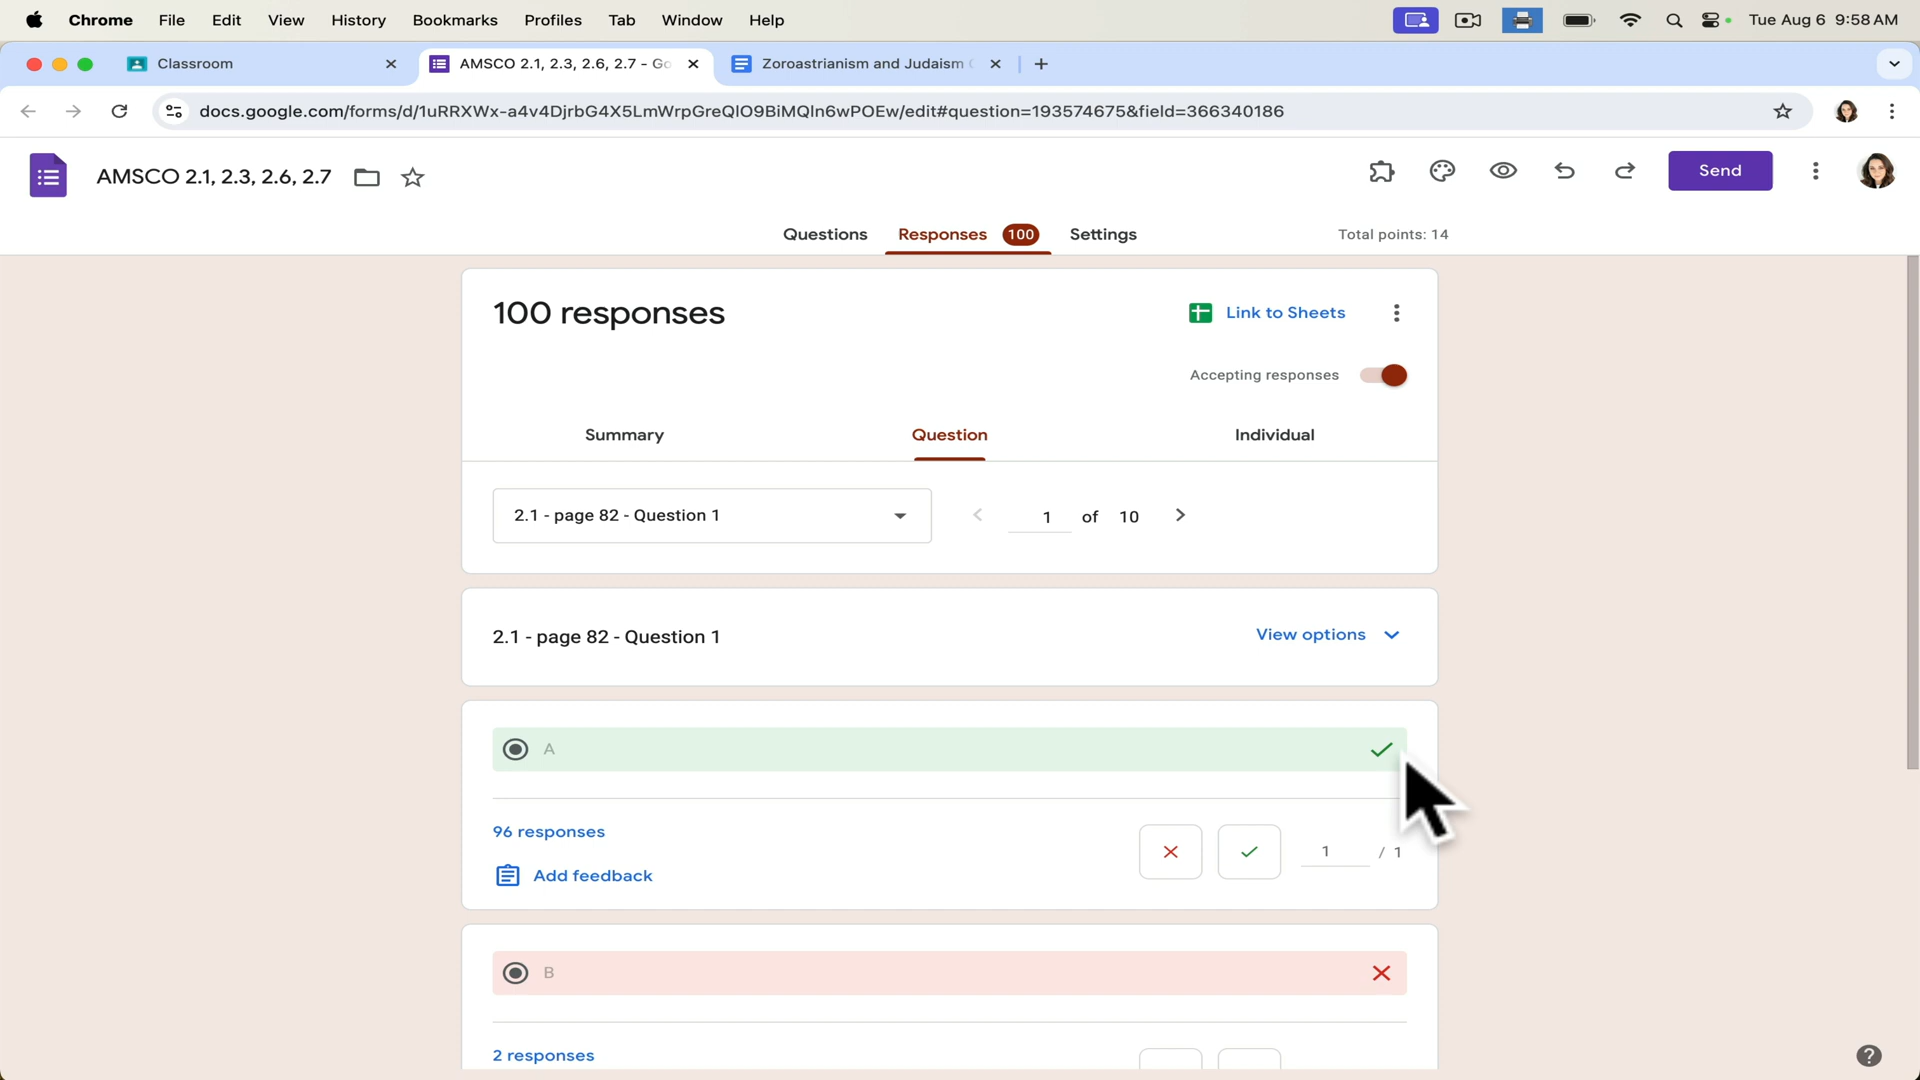 Chrome File Edit View History Bookmarks Profiles Tab Window Help Tue Aug 6 9:58 AM
Classroom AMSCO 2.1, 2.3, 2.6, 2.7 - Go Zoroastrianism and Judaism
docs.google.com/forms/d/1uRRXWx-a4v4DjrbG4X5LmWrpGreQlO9BiMQln6wPOEw/edit#question=193574675&field=366340186
AMSCO 2.1, 2.3, 2.6, 2.7 Send
Questions Responses 100 Settings Total points: 14
100 responses Link to Sheets
Accepting responses
Summary Question Individual
2.1 - page 82 - Question 1 1 of 10
2.1 - page 82 - Question 1 View options
A
96 responses 1 / 1
Add feedback
B
2 responses